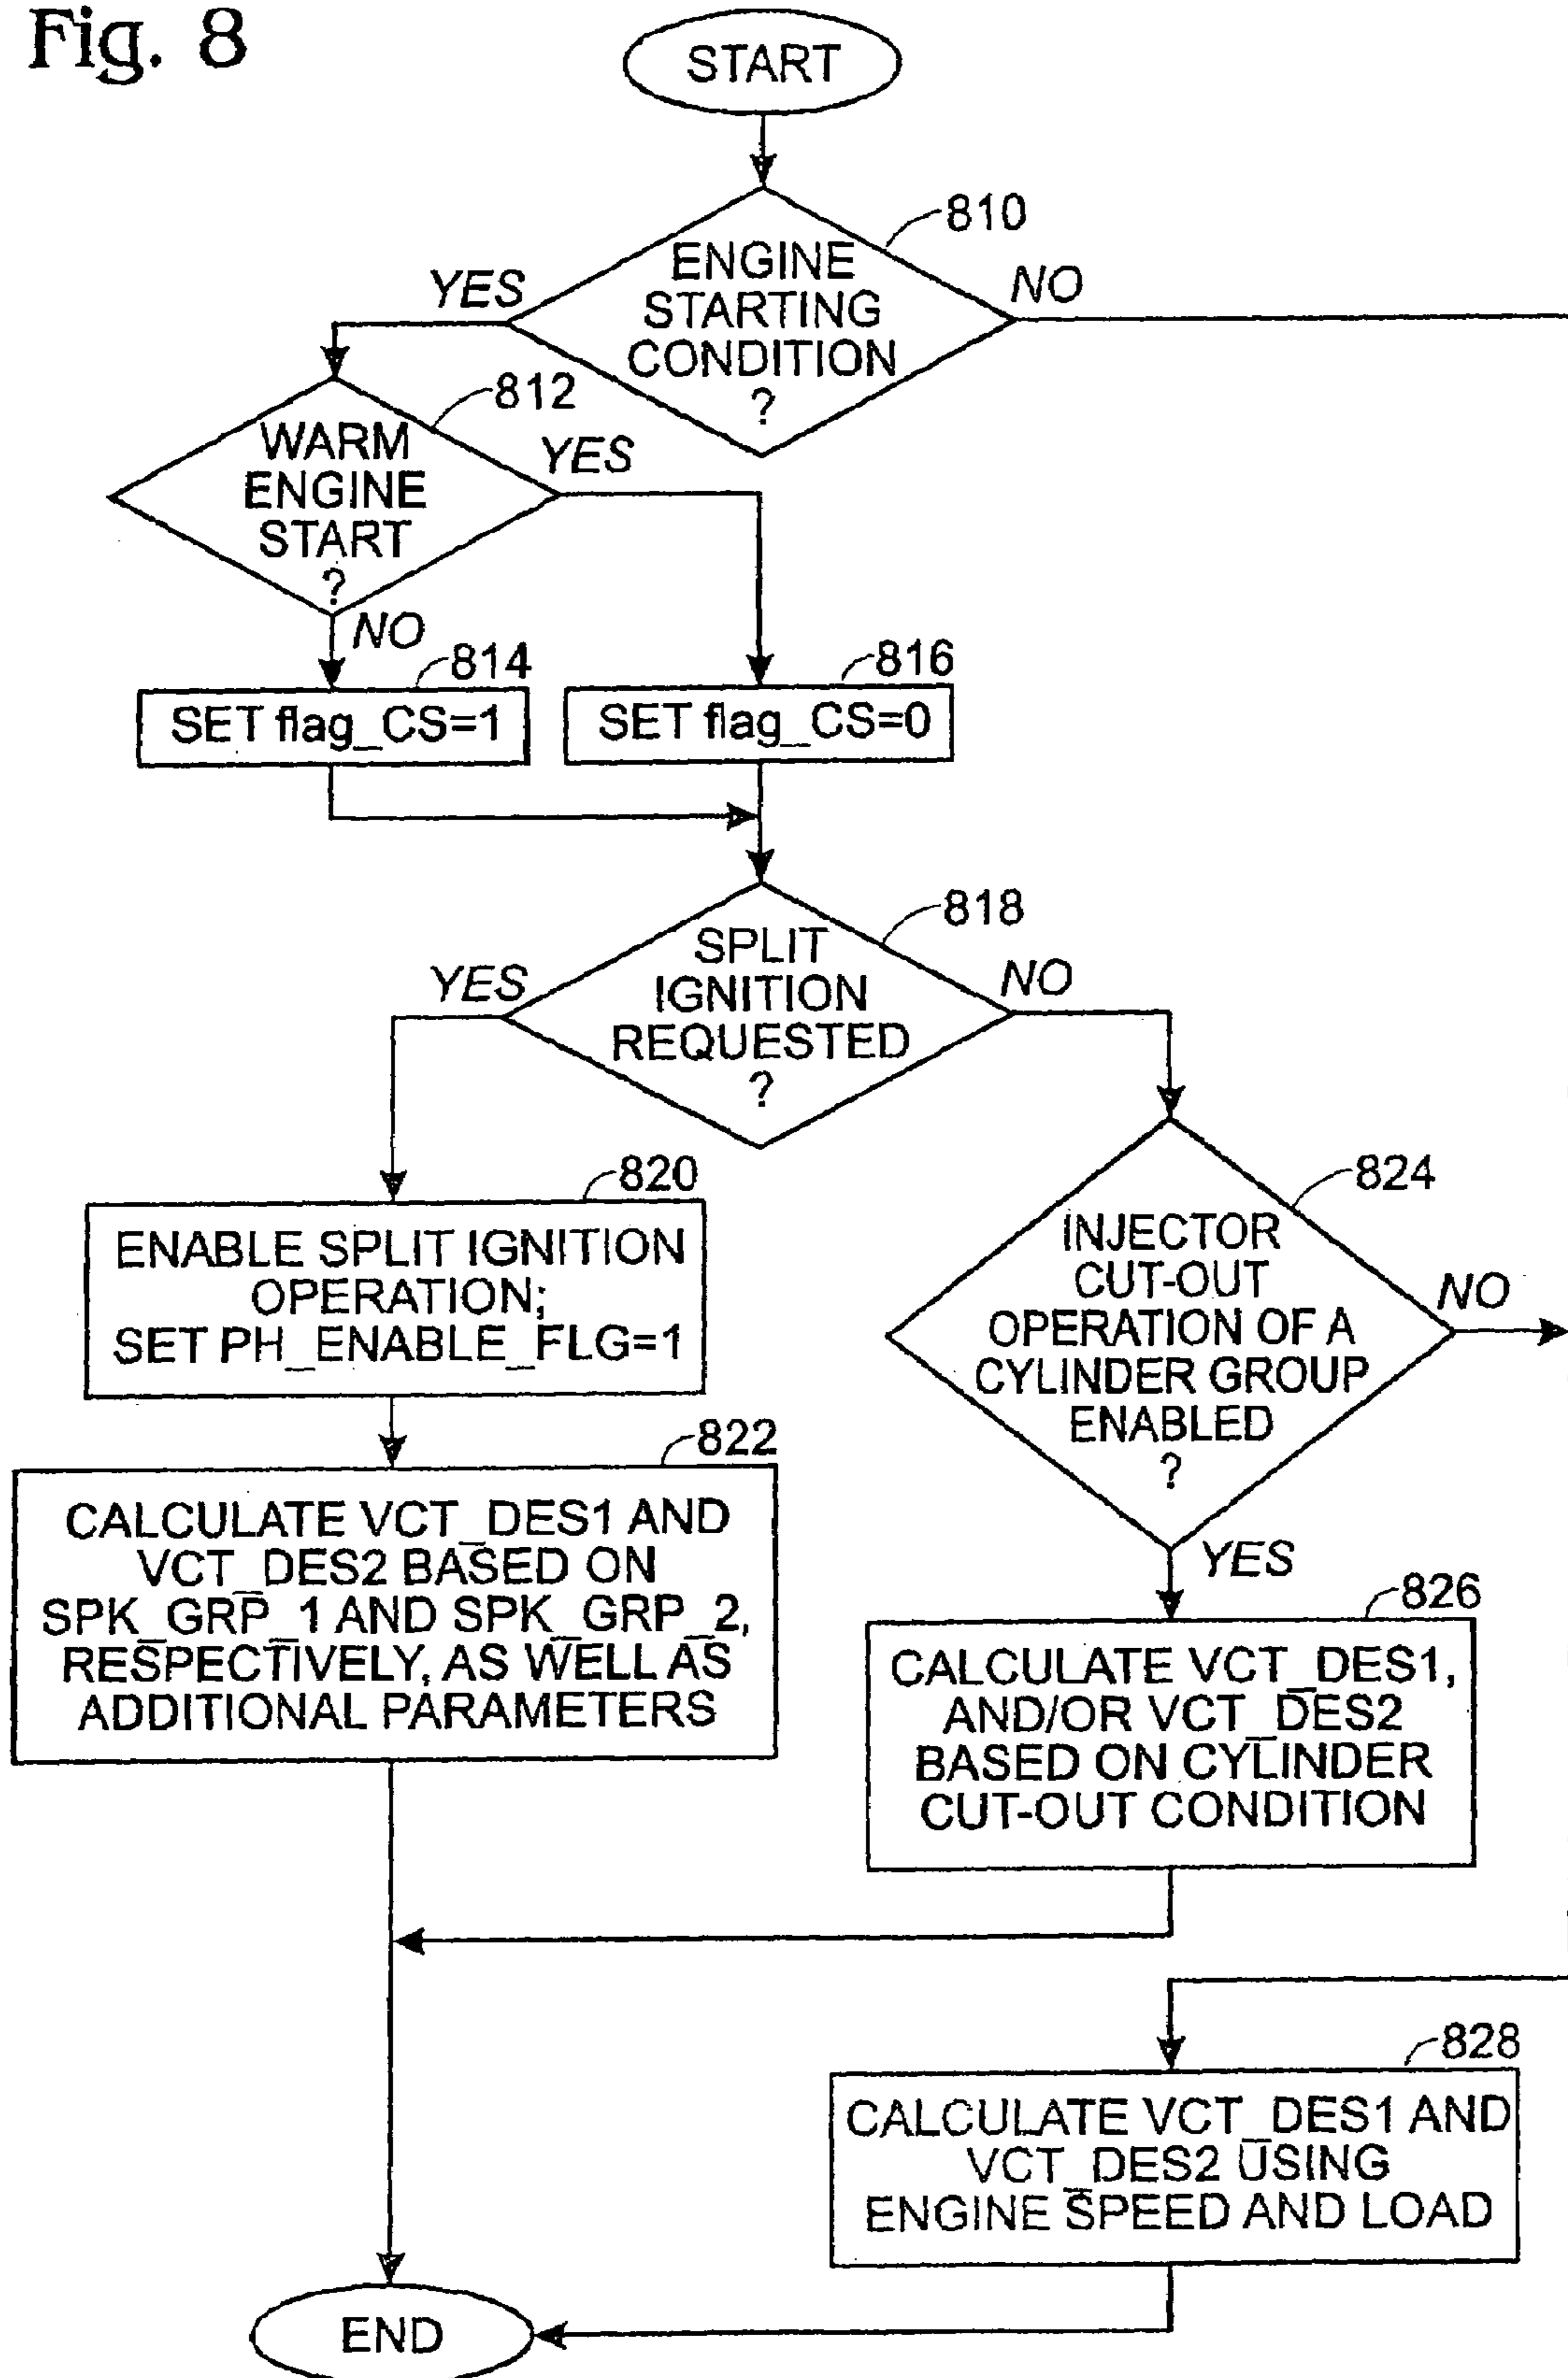 Fig. 8
START
810
ENGINE
STARTING
CONDITION
?
YES
NO
812
WARM
ENGINE
START
?
YES
NO
814
SET flag_CS=1
816
SET flag_CS=0
818
SPLIT
IGNITION
REQUESTED
?
YES
NO
820
ENABLE SPLIT IGNITION
OPERATION;
SET PH_ENABLE_FLG=1
822
CALCULATE VCT_DES1 AND
VCT_DES2 BASED ON
SPK_GRP_1 AND SPK_GRP_2,
RESPECTIVELY, AS WELL AS
ADDITIONAL PARAMETERS
824
INJECTOR
CUT-OUT
OPERATION OF A
CYLINDER GROUP
ENABLED
?
NO
YES
826
CALCULATE VCT_DES1,
AND/OR VCT_DES2
BASED ON CYLINDER
CUT-OUT CONDITION
828
CALCULATE VCT_DES1 AND
VCT_DES2 USING
ENGINE SPEED AND LOAD
END